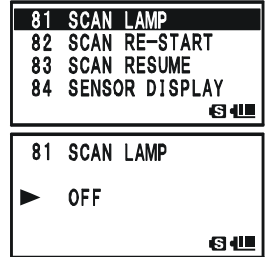 81 SCAN LAMP
82 SCAN RE-START
83 SCAN RESUME
84 SENSOR DISPLAY
S
81 SCAN LAMP
▶ OFF
S